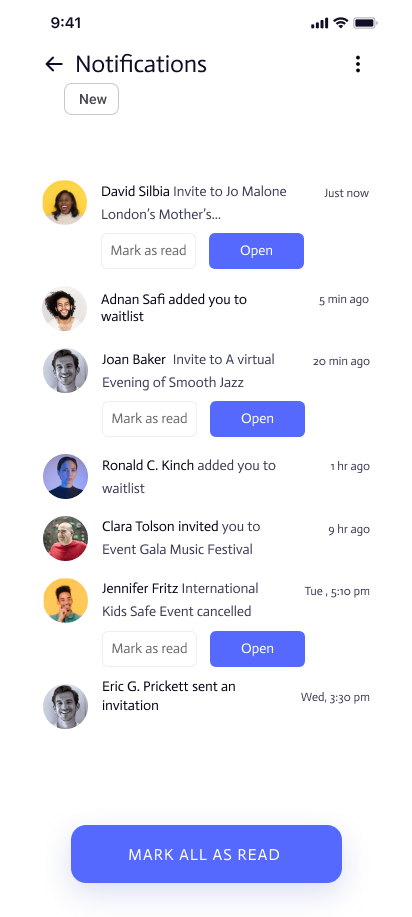 9:41
Notifications
New
David Silbia Invite to Jo Malone
London’s Mother’s...
Just now
Mark as read
Open
Adnan Safi added you to
waitlist
5 min ago
Joan Baker Invite to A virtual
Evening of Smooth Jazz
20 min ago
Mark as read
Open
Ronald C. Kinch added you to
waitlist
1 hr ago
Clara Tolson invited you to
Event Gala Music Festival
9 hr ago
Jennifer Fritz International
Kids Safe Event cancelled
Tue , 5:10 pm
Mark as read
Open
Eric G. Prickett sent an
invitation
Wed, 3:30 pm
MARK ALL AS READ